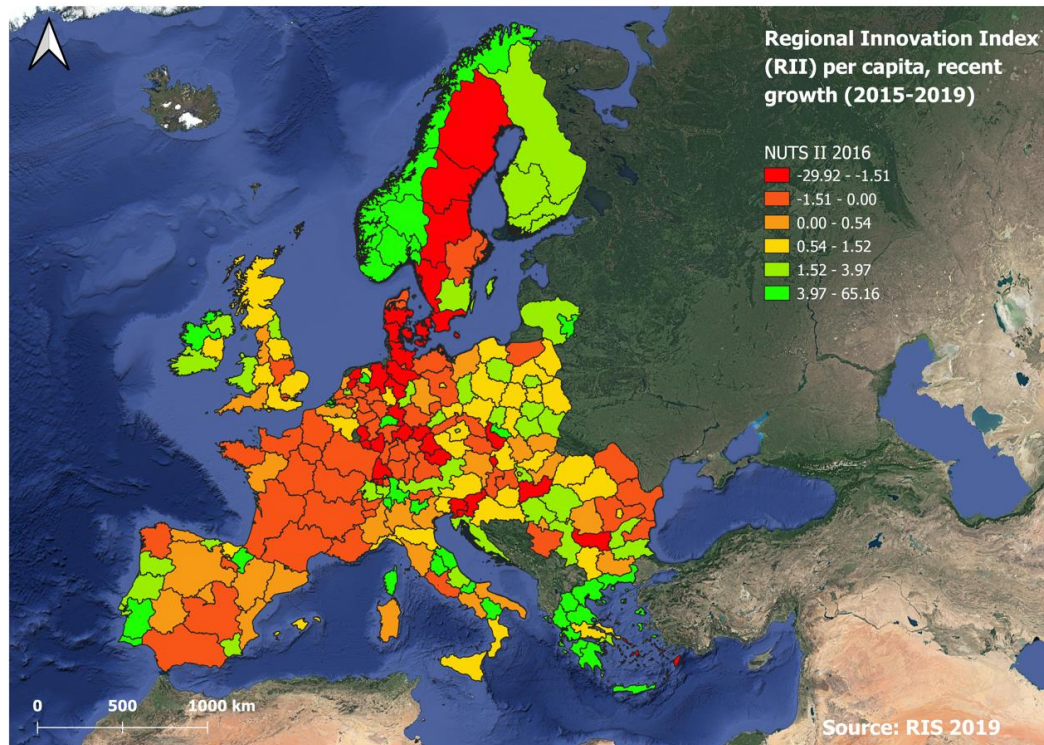 Regional Innovation Index
(RII) per capita, recent
growth (2015-2019)
NUTS II 2016
-29.92 - -1.51
-1.51 - 0.00
0.00 - 0.54
0.54 - 1.52
1.52 - 3.97
3.97 - 65.16
0 500 1000 km
Source: RIS 2019